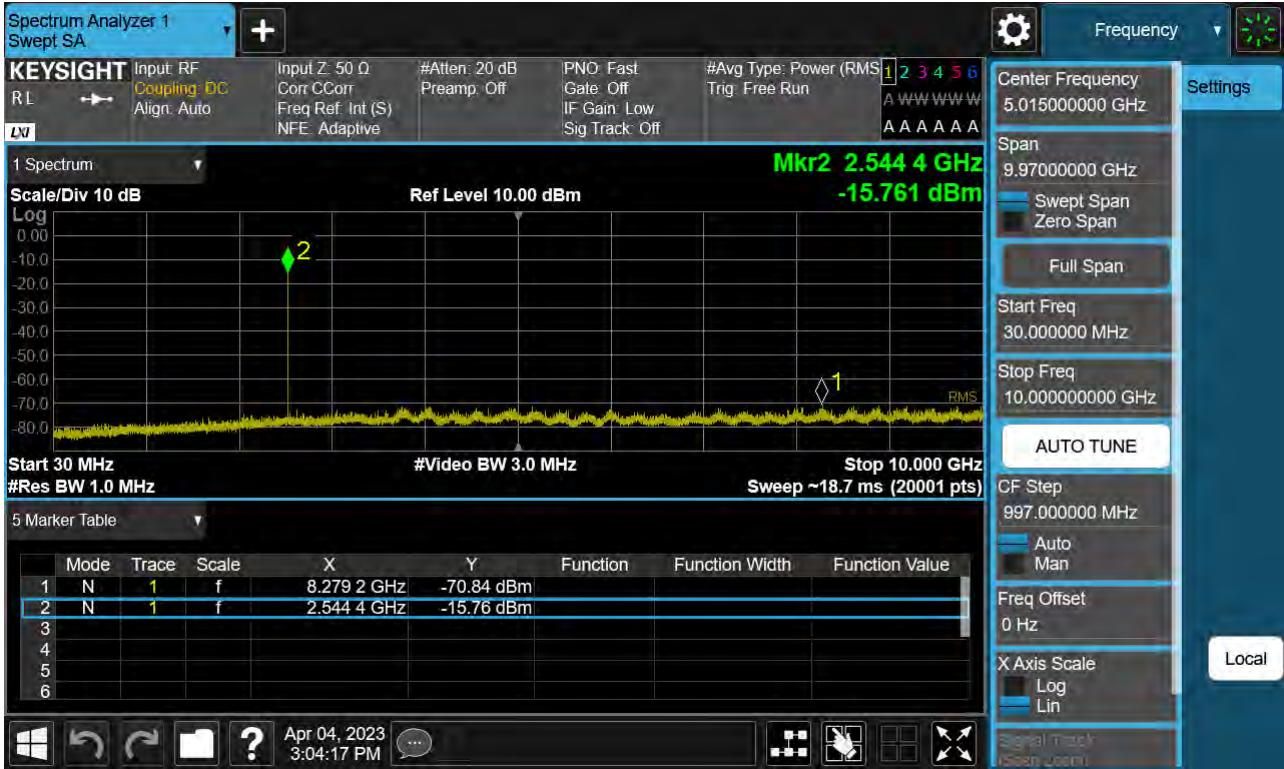 Spectrum Analyzer 1
Swept SA
Frequency
KEYSIGHT
R L
LXI
Input: RF
Coupling: DC
Align: Auto
Input Z: 50 Ω
Corr CCorr
Freq Ref: Int (S)
NFE: Adaptive
#Atten: 20 dB
Preamp: Off
PNO: Fast
Gate: Off
IF Gain: Low
Sig Track: Off
#Avg Type: Power (RMS
Trig: Free Run
1 2 3 4 5 6
A W W W W W
A A A A A A
1 Spectrum
Mkr2 2.544 4 GHz
-15.761 dBm
Scale/Div 10 dB
Ref Level 10.00 dBm
Log
0.00
-10.0
-20.0
-30.0
-40.0
-50.0
-60.0
-70.0
-80.0
2
1
RMS
Start 30 MHz
#Video BW 3.0 MHz
Stop 10.000 GHz
#Res BW 1.0 MHz
Sweep ~18.7 ms (20001 pts)
5 Marker Table
Mode Trace Scale X Y Function Function Width Function Value
1 N 1 f 8.279 2 GHz -70.84 dBm
2 N 1 f 2.544 4 GHz -15.76 dBm
3
4
5
6
Apr 04, 2023
3:04:17 PM
Center Frequency
5.015000000 GHz
Settings
Span
9.97000000 GHz
Swept Span
Zero Span
Full Span
Start Freq
30.000000 MHz
Stop Freq
10.000000000 GHz
AUTO TUNE
CF Step
997.000000 MHz
Auto
Man
Freq Offset
0 Hz
X Axis Scale
Log
Lin
Local
Signal Track
(Span Zoom)